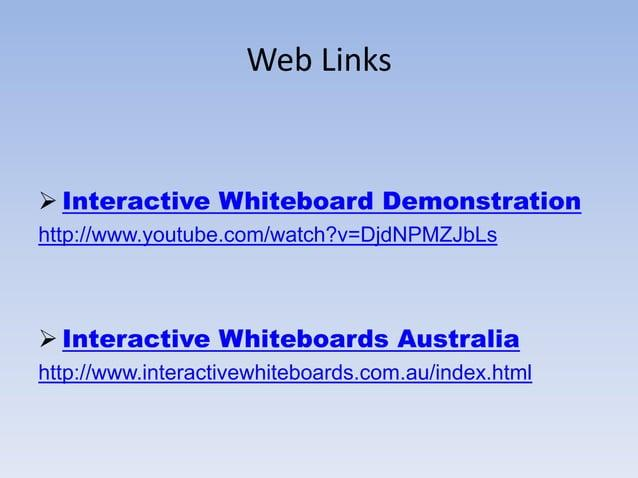 Web Links
➢ Interactive Whiteboard Demonstration
http://www.youtube.com/watch?v=DjdNPMZJbLs
➢ Interactive Whiteboards Australia
http://www.interactivewhiteboards.com.au/index.html